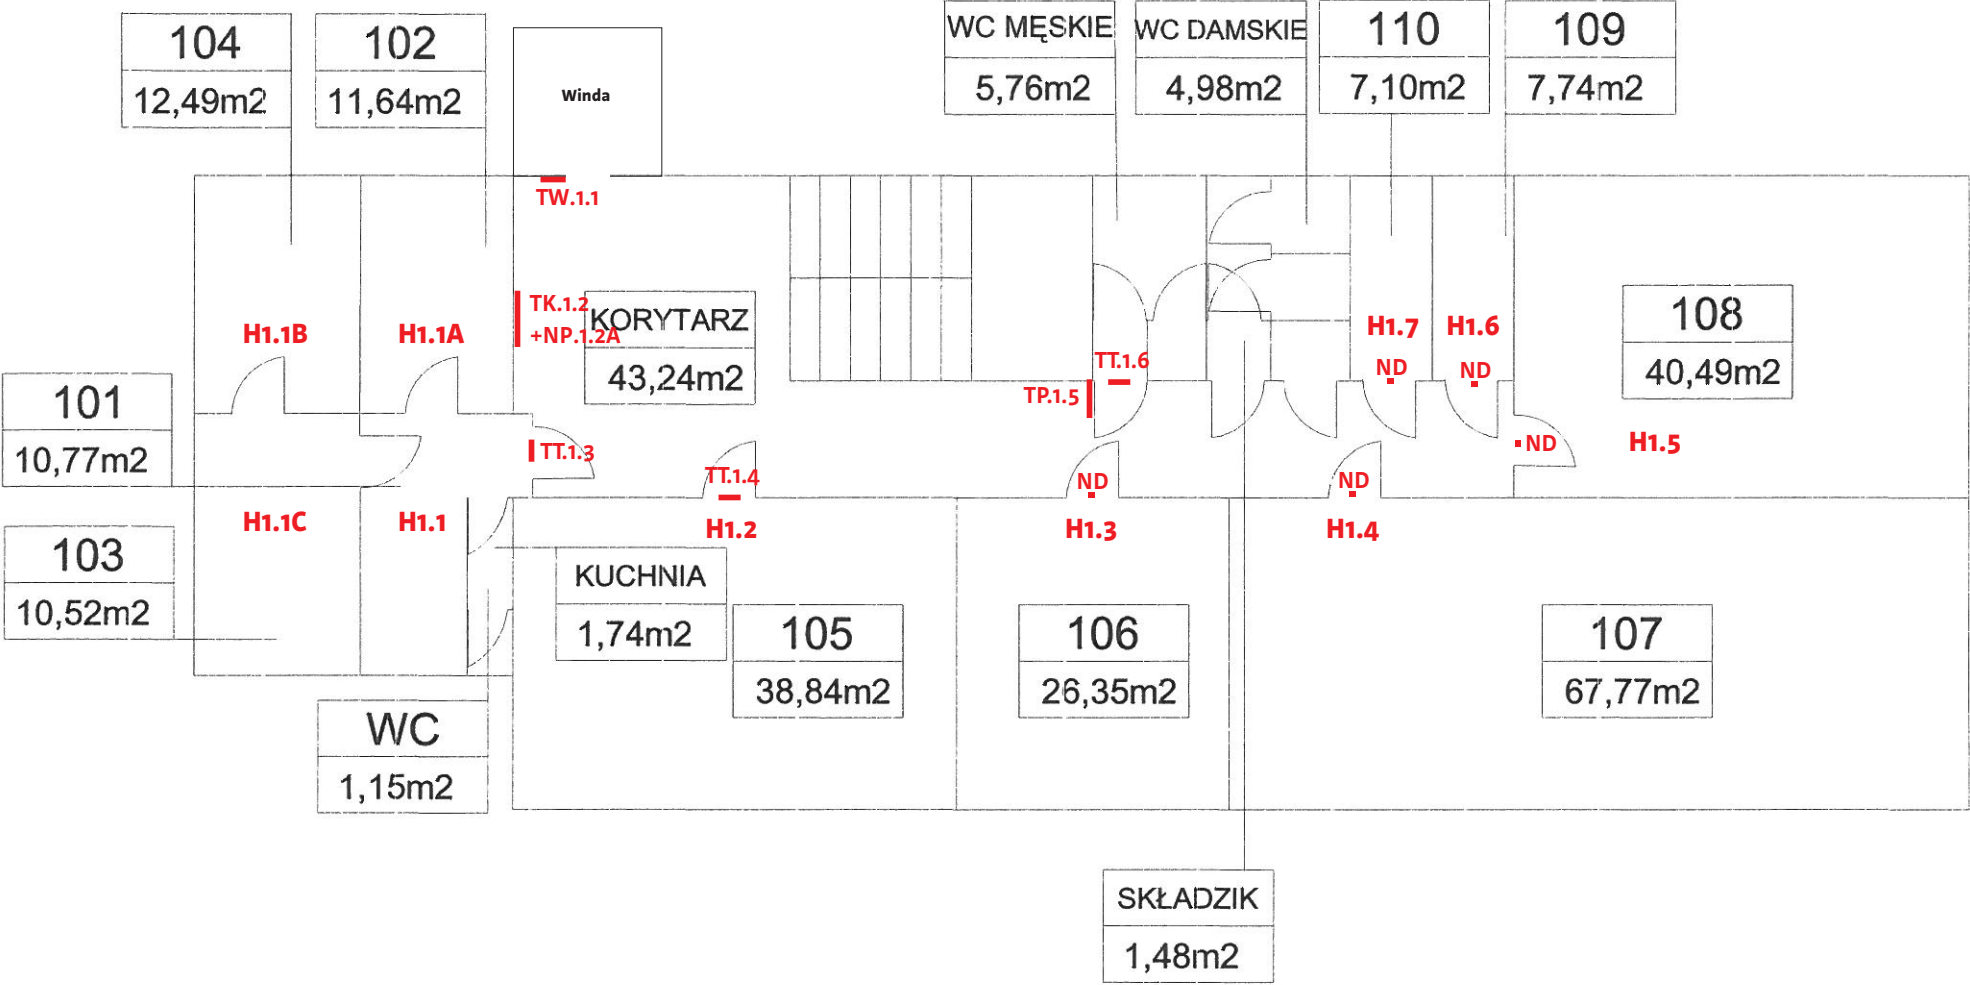 104
12,49m2
102
11,64m2
Winda
WC MĘSKIE
5,76m2
WC DAMSKIE
4,98m2
110
7,10m2
109
7,74m2
TW.1.1
TK.1.2
+NP.1.2A
KORYTARZ
43,24m2
H1.1B
H1.1A
H1.7
H1.6
ND
ND
108
40,49m2
TT.1.6
TP.1.5
101
10,77m2
TT.1.3
TT.1.4
ND
ND
ND
H1.5
H1.1C
H1.1
H1.2
H1.3
H1.4
103
10,52m2
KUCHNIA
1,74m2
105
38,84m2
106
26,35m2
107
67,77m2
WC
1,15m2
SKŁADZIK
1,48m2